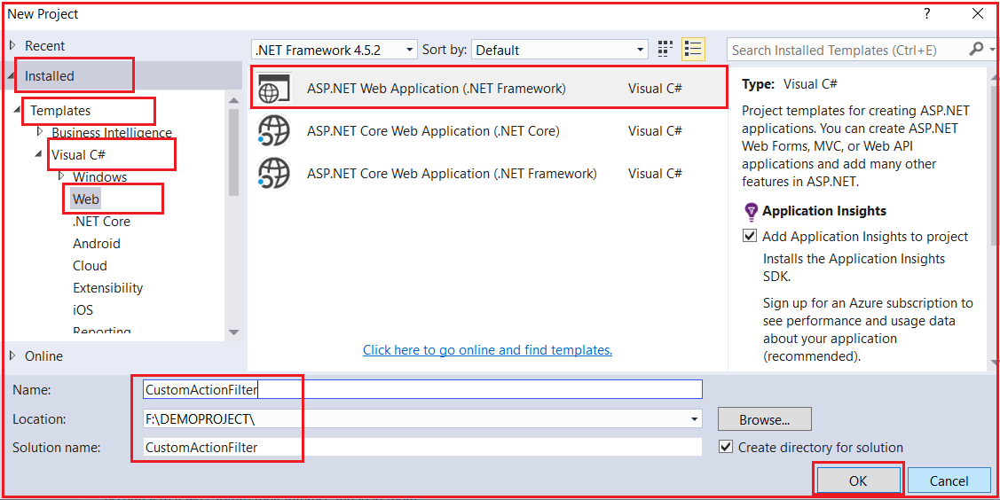 New Project
?
Recent
Installed
Templates
Business Intelligence
Visual C#
Windows
Web
.NET Core
Android
Cloud
Extensibility
iOS
Reporting
Online
.NET Framework 4.5.2
Sort by:
Default
Search Installed Templates (Ctrl+E)
ASP.NET Web Application (.NET Framework) Visual C#
ASP.NET Core Web Application (.NET Core) Visual C#
ASP.NET Core Web Application (.NET Framework) Visual C#
Click here to go online and find templates.
Type: Visual C#
Project templates for creating ASP.NET
applications. You can create ASP.NET
Web Forms, MVC, or Web API
applications and add many other
features in ASP.NET.
Application Insights
Add Application Insights to project
Installs the Application Insights
SDK.
Sign up for an Azure subscription to
see performance and usage data
about your application
(recommended).
Name: CustomActionFilter
Location: F:\DEMOPROJECT\
Browse...
Solution name: CustomActionFilter
Create directory for solution
OK
Cancel